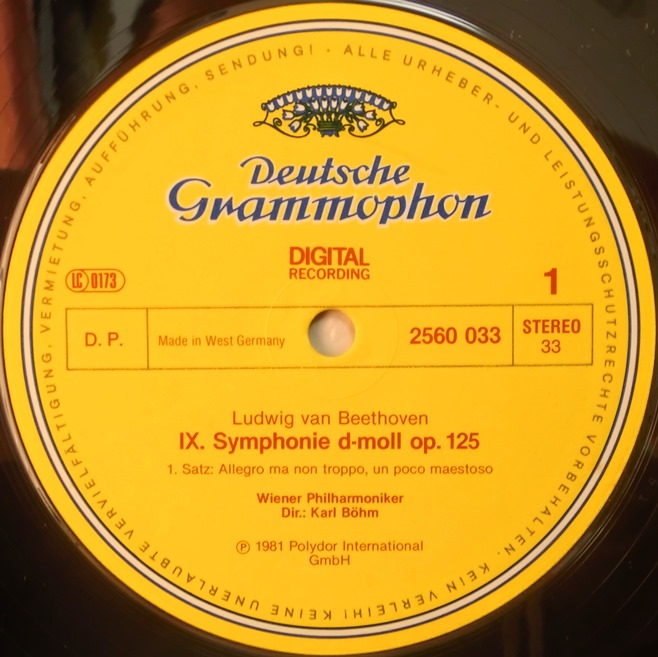 ALLE URHEBER- UND LEISTUNGSSCHUTZRECHTE VORBEHALTEN. KEIN VERLEIH! KEINE UNERLAUBTE VERVIELFÄLTIGUNG, VERMIETUNG, AUFFÜHRUNG, SENDUNG! ·
Deutsche
Grammophon
DIGITAL
RECORDING
LC 0173
1
D. P.
Made in West Germany
2560 033
STEREO
33
Ludwig van Beethoven
IX. Symphonie d-moll op. 125
1. Satz: Allegro ma non troppo, un poco maestoso
Wiener Philharmoniker
Dir.: Karl Böhm
℗ 1981 Polydor International
GmbH